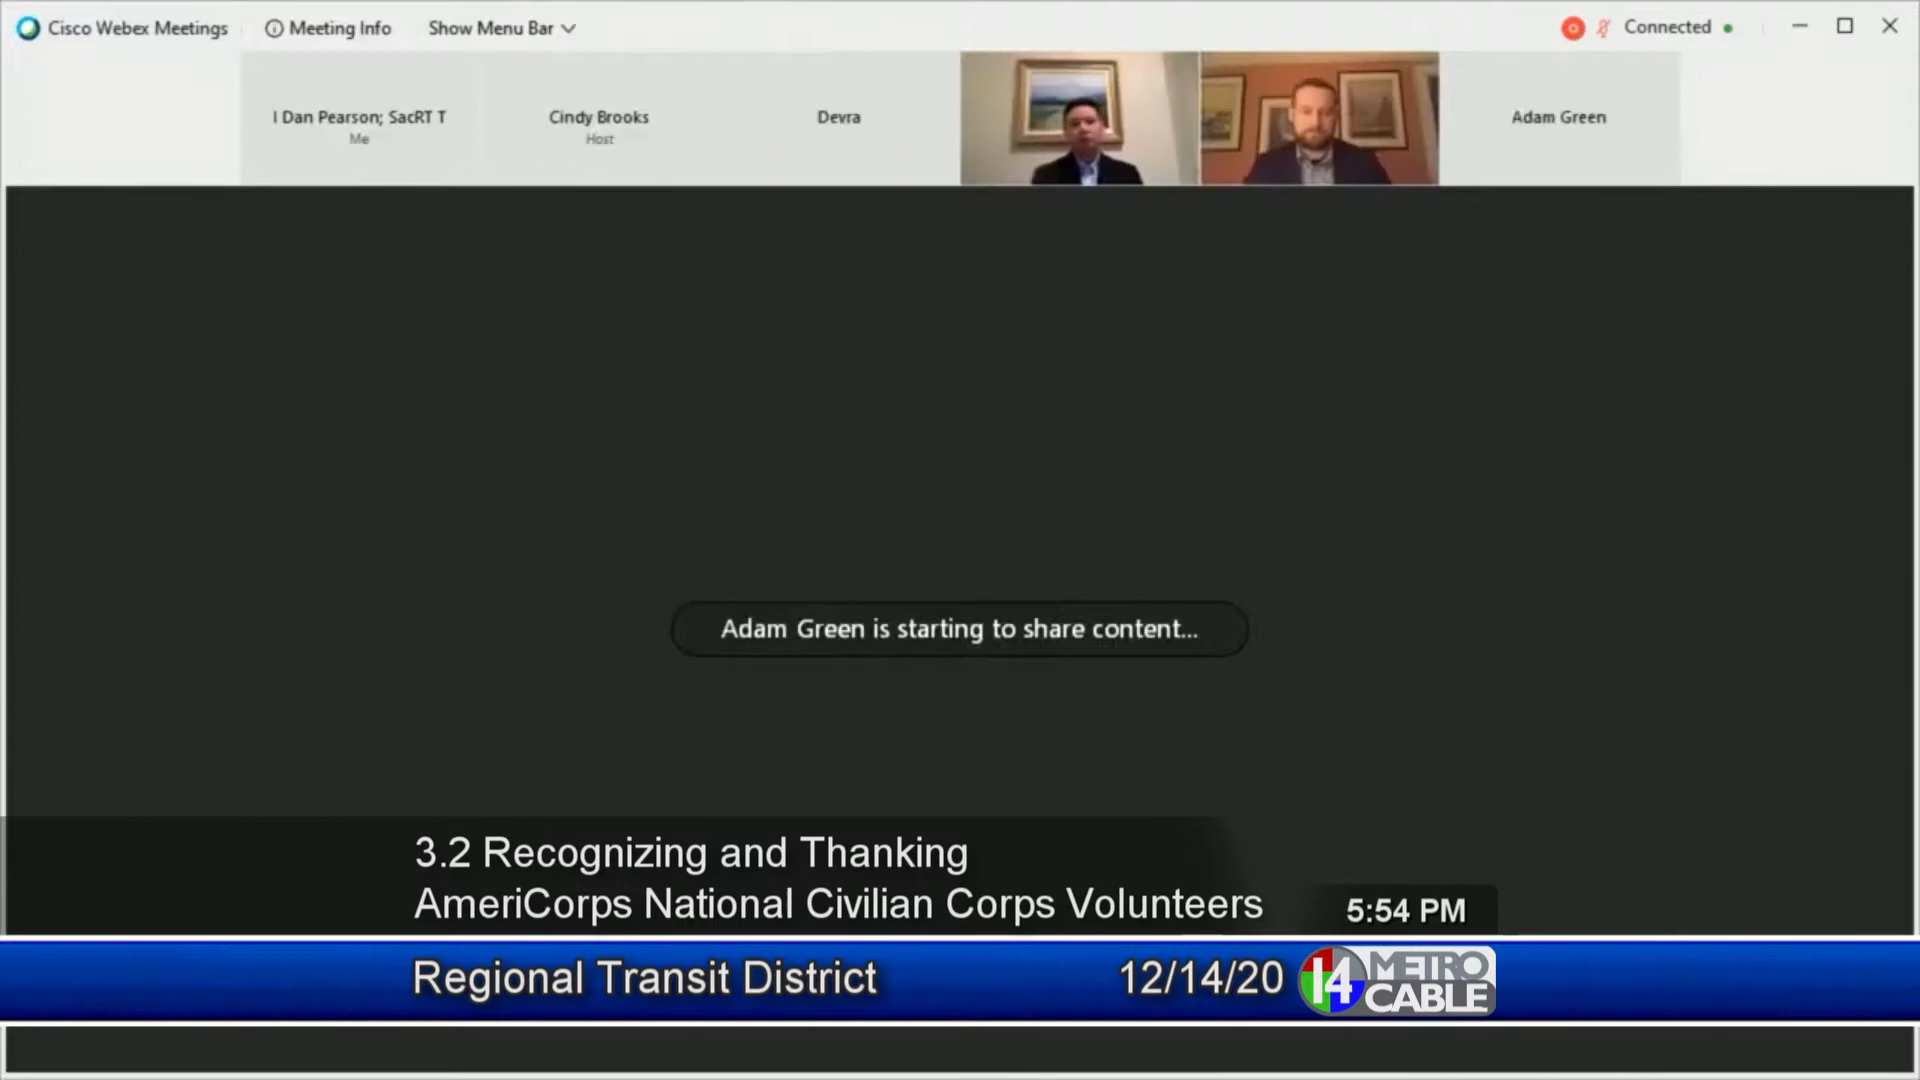 Cisco Webex Meetings
Meeting Info
Show Menu Bar
Connected
I Dan Pearson; SacRT T
Me
Cindy Brooks
Host
Devra
Adam Green
Adam Green is starting to share content...
3.2 Recognizing and Thanking
AmeriCorps National Civilian Corps Volunteers
5:54 PM
Regional Transit District
12/14/20
14 METRO
CABLE